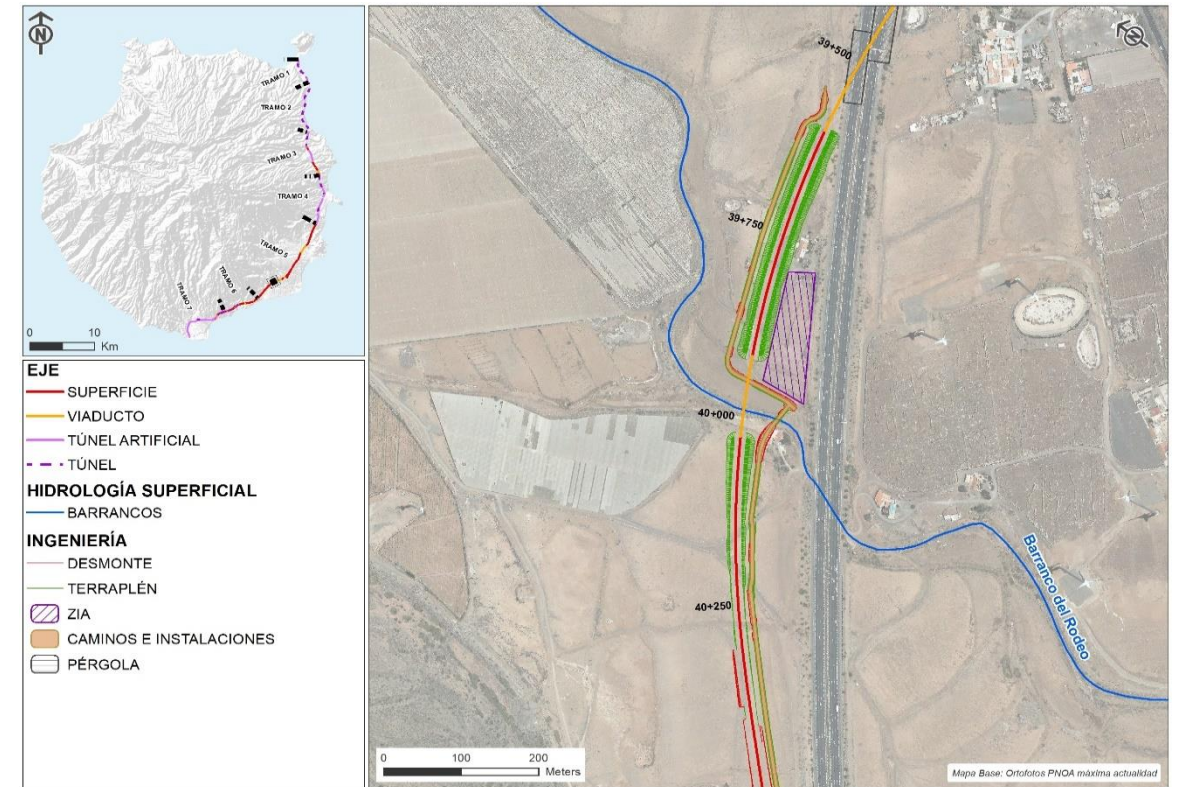 N
TRAMO 1
TRAMO 2
TRAMO 3
TRAMO 4
TRAMO 5
TRAMO 6
TRAMO 7
0 10
Km
EJE
SUPERFICIE
VIADUCTO
TÚNEL ARTIFICIAL
TÚNEL
HIDROLOGÍA SUPERFICIAL
BARRANCOS
INGENIERÍA
DESMONTE
TERRAPLÉN
ZIA
CAMINOS E INSTALACIONES
PÉRGOLA
N
39+500
39+750
40+000
40+250
Barranco del Rodeo
0 100 200
Meters
Mapa Base: Ortofotos PNOA máxima actualidad